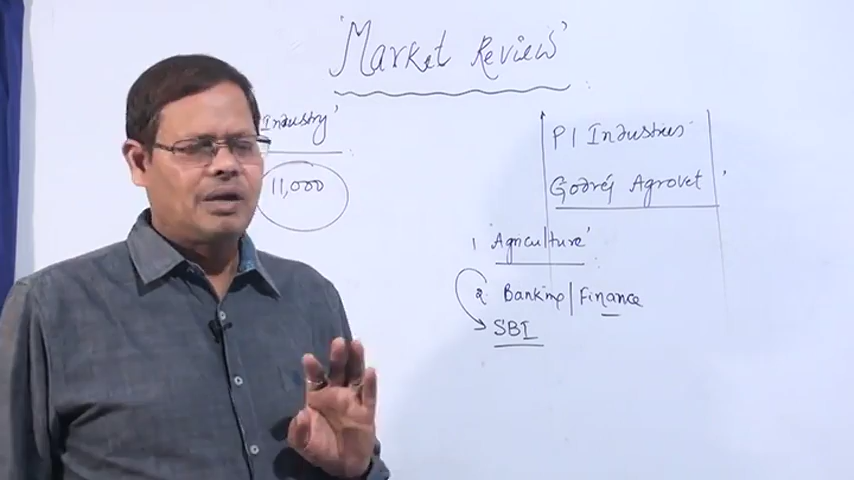 'Market Review'
Industry'
11,000
PI Industries
Godrej Agrovet'
1 'Agriculture'
2. Banking/Finance
SBI